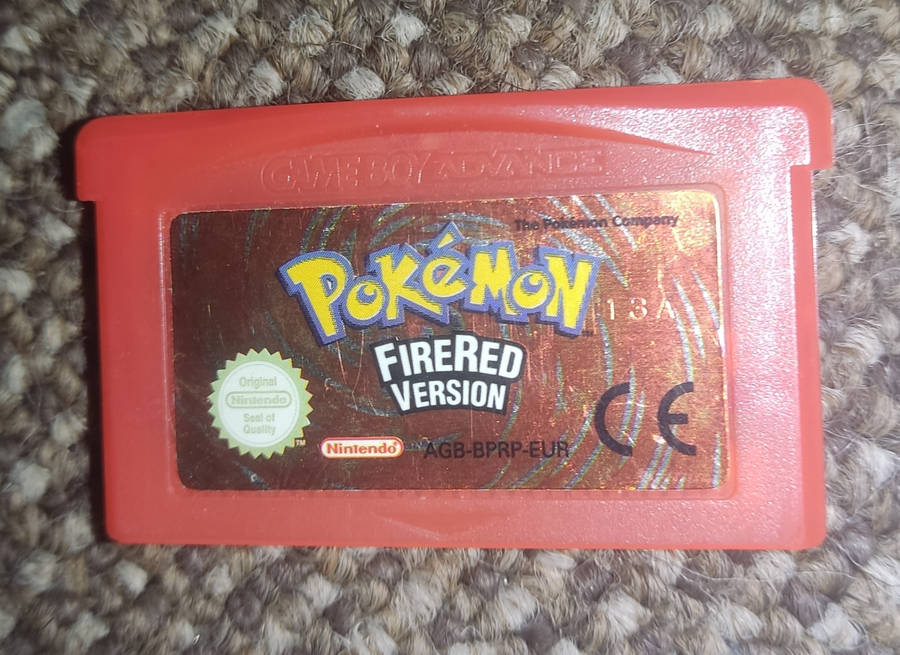 GAME BOY ADVANCE
The Pokémon Company
POKéMON
13A
FIRERED
VERSION
Original
Nintendo
Seal of
Quality
TM
Nintendo
AGB-BPRP-EUR
CE